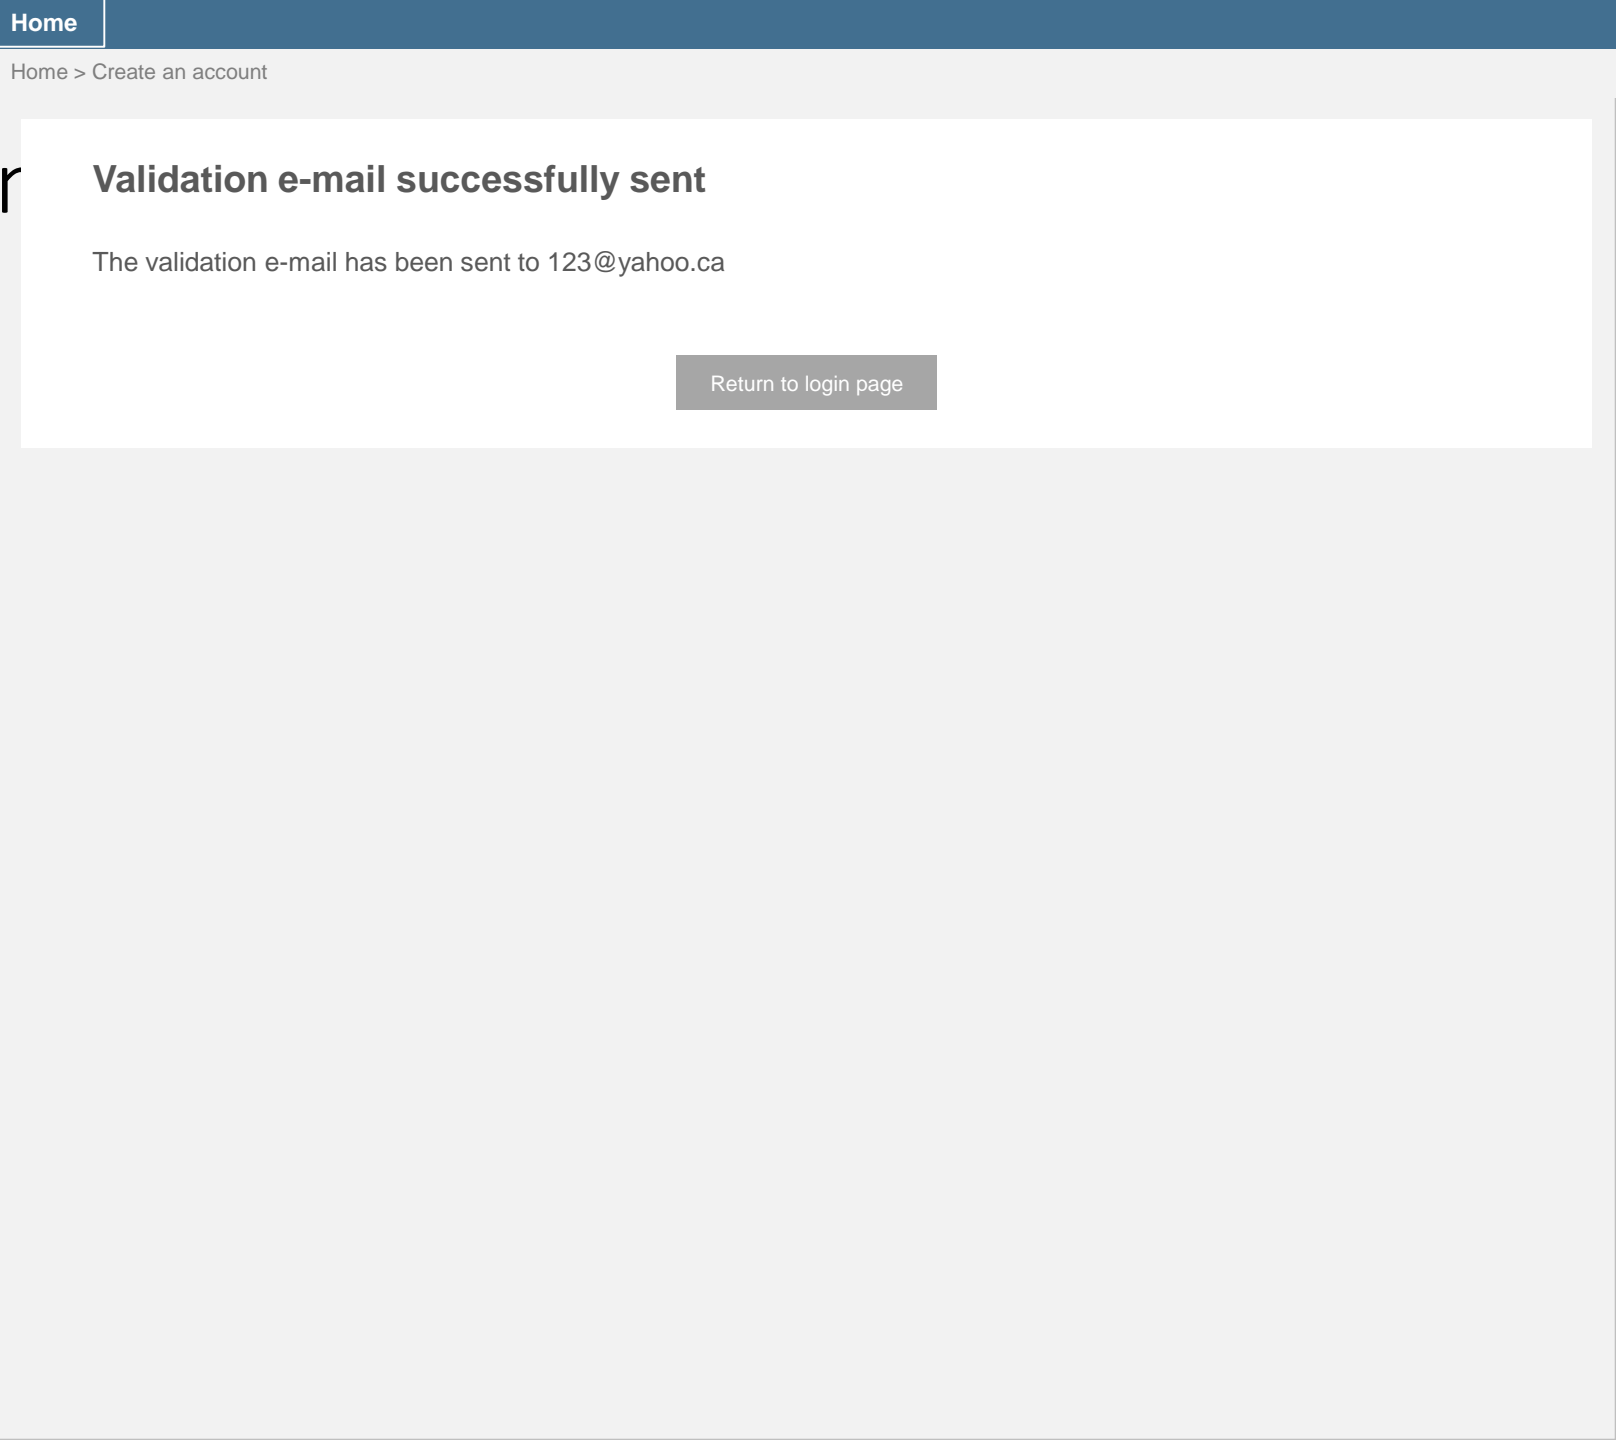 Home
Home > Create an account
Validation e-mail successfully sent
The validation e-mail has been sent to 123@yahoo.ca
Return to login page